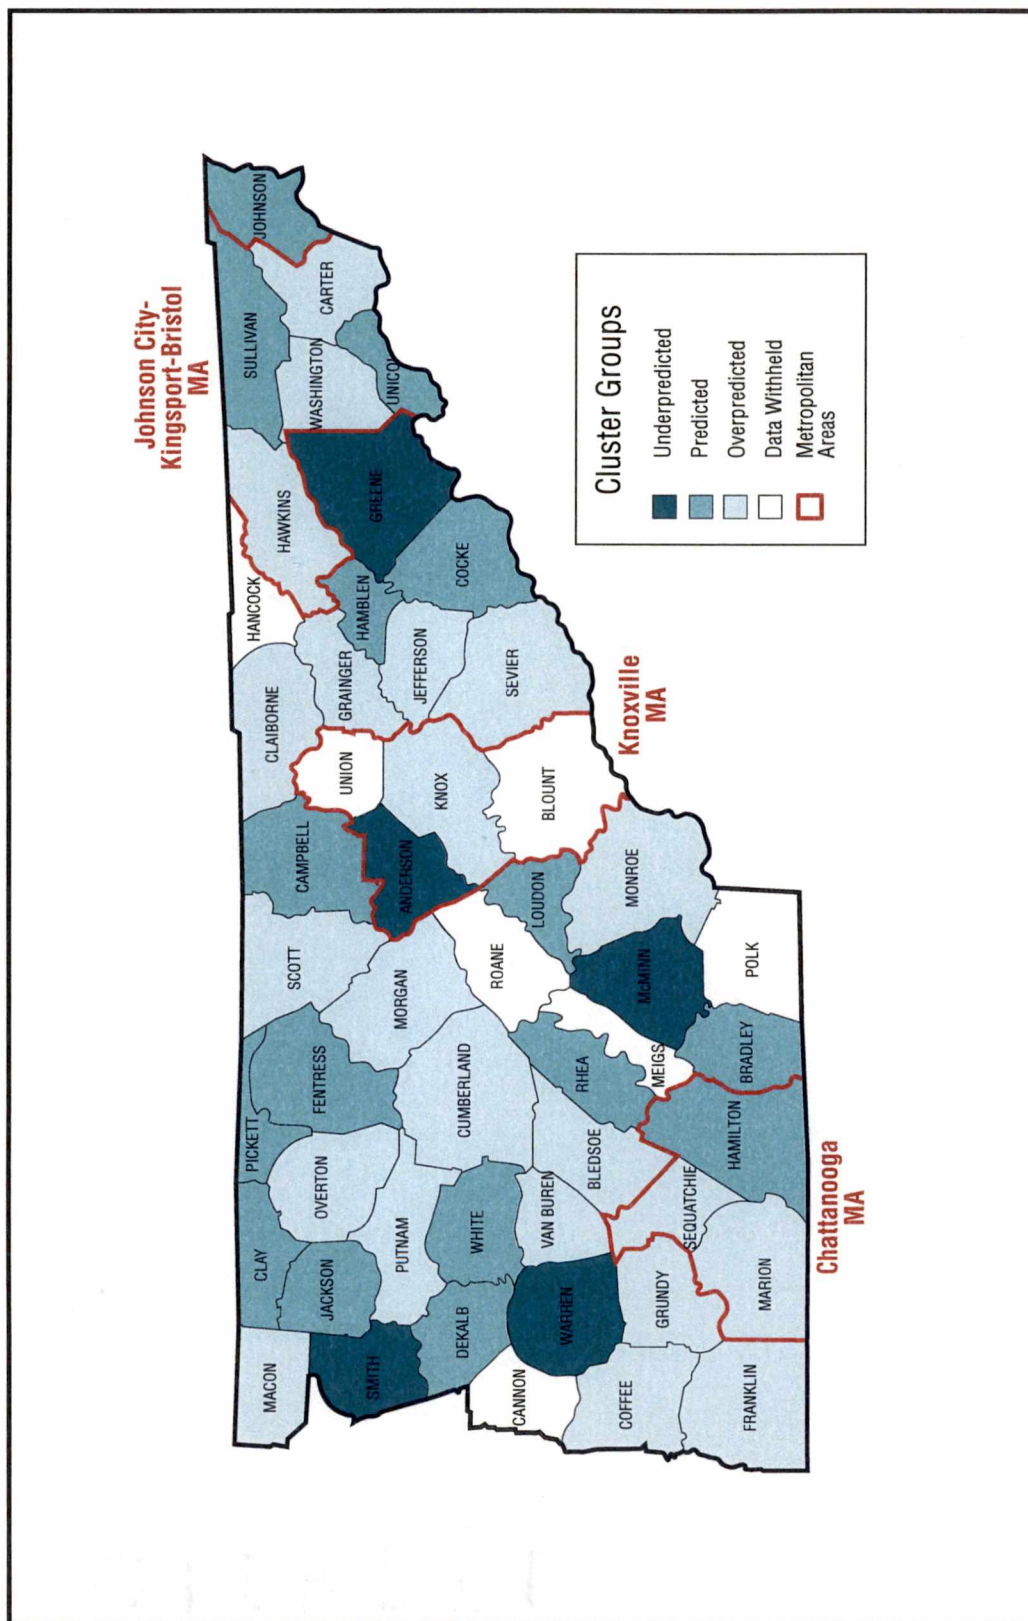 Johnson City-
Kingsport-Bristol
MA
JOHNSON
SULLIVAN
CARTER
WASHINGTON
UNICOI
HANCOCK
HAWKINS
GREENE
CLAIBORNE
GRAINGER
HAMBLEN
COCKE
JEFFERSON
SEVIER
CAMPBELL
UNION
ANDERSON
KNOX
BLOUNT
Knoxville
MA
SCOTT
MORGAN
ROANE
LOUDON
MONROE
PICKETT
FENTRESS
CUMBERLAND
RHEA
MEIGS
McMINN
POLK
BRADLEY
CLAY
OVERTON
JACKSON
PUTNAM
WHITE
VAN BUREN
BLEDSOE
SEQUATCHIE
HAMILTON
MACON
SMITH
DEKALB
WARREN
CANNON
GRUNDY
MARION
COFFEE
FRANKLIN
Chattanooga
MA
Cluster Groups
Underpredicted
Predicted
Overpredicted
Data Withheld
Metropolitan
Areas